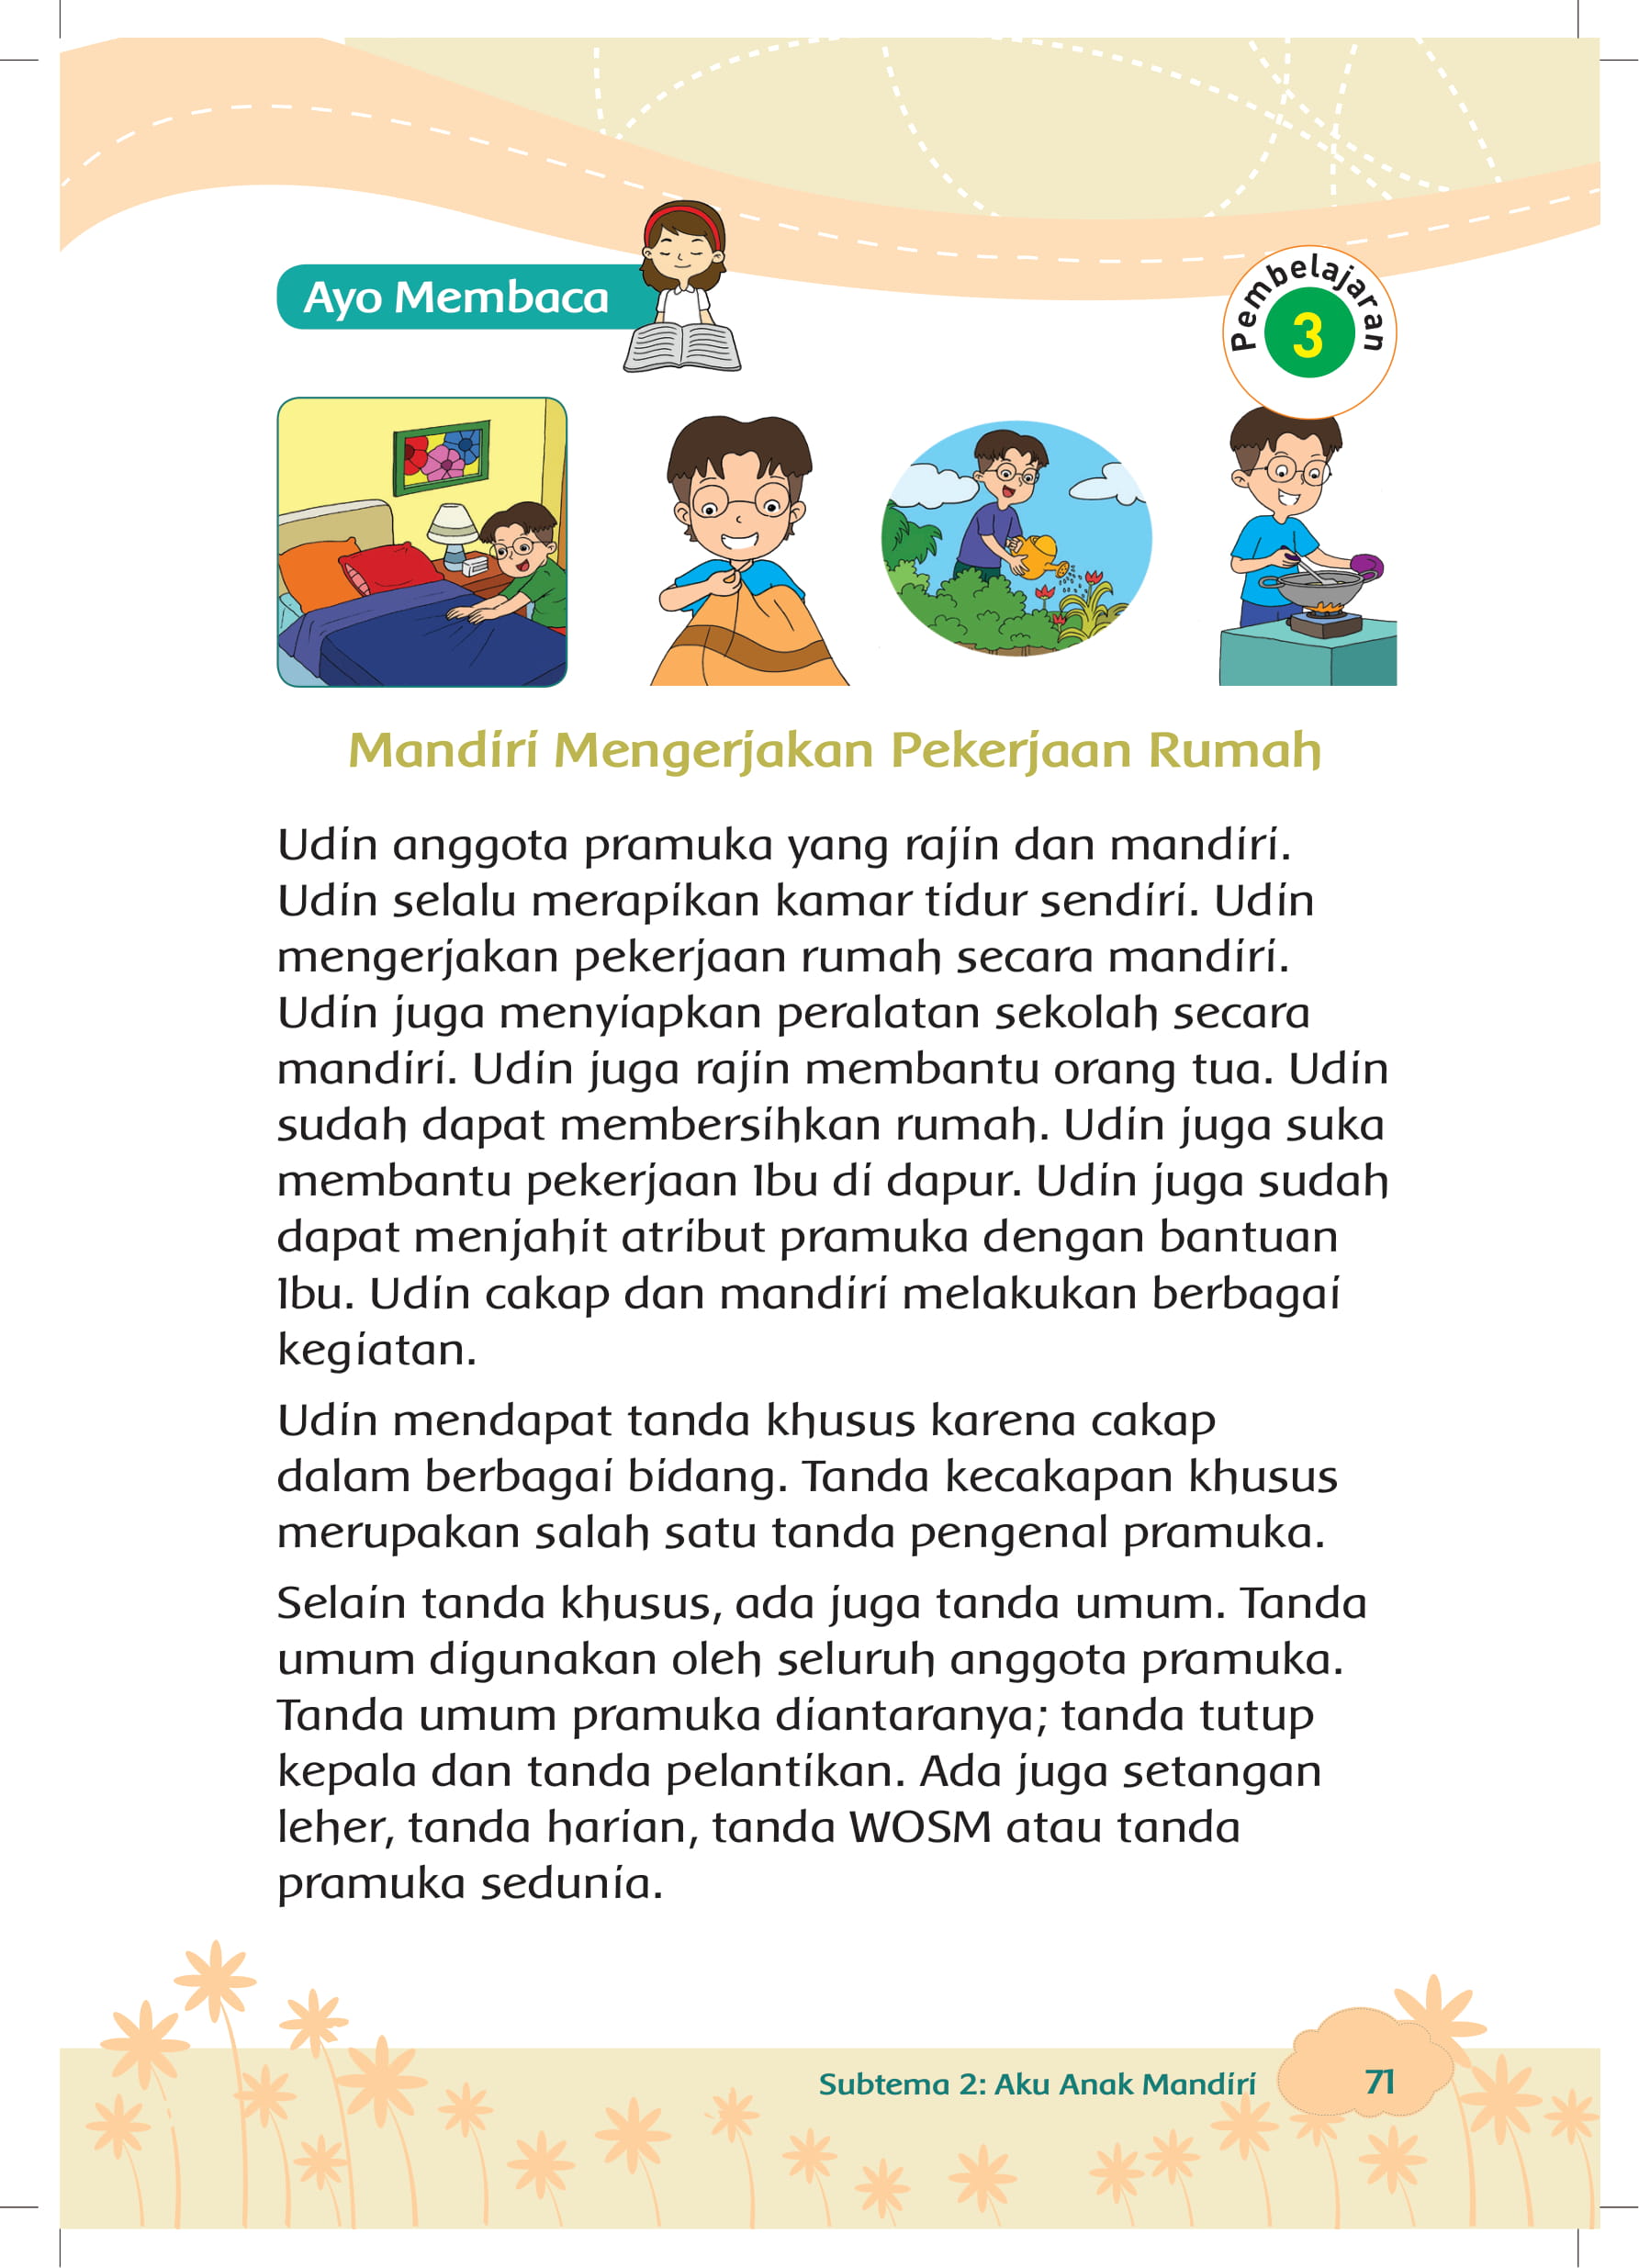 Ayo Membaca
Pembelajaran
3
Mandiri Mengerjakan Pekerjaan Rumah
Udin anggota pramuka yang rajin dan mandiri.
Udin selalu merapikan kamar tidur sendiri. Udin
mengerjakan pekerjaan rumah secara mandiri.
Udin juga menyiapkan peralatan sekolah secara
mandiri. Udin juga rajin membantu orang tua. Udin
sudah dapat membersihkan rumah. Udin juga suka
membantu pekerjaan Ibu di dapur. Udin juga sudah
dapat menjahit atribut pramuka dengan bantuan
Ibu. Udin cakap dan mandiri melakukan berbagai
kegiatan.
Udin mendapat tanda khusus karena cakap
dalam berbagai bidang. Tanda kecakapan khusus
merupakan salah satu tanda pengenal pramuka.
Selain tanda khusus, ada juga tanda umum. Tanda
umum digunakan oleh seluruh anggota pramuka.
Tanda umum pramuka diantaranya; tanda tutup
kepala dan tanda pelantikan. Ada juga setangan
leher, tanda harian, tanda WOSM atau tanda
pramuka sedunia.
Subtema 2: Aku Anak Mandiri
71